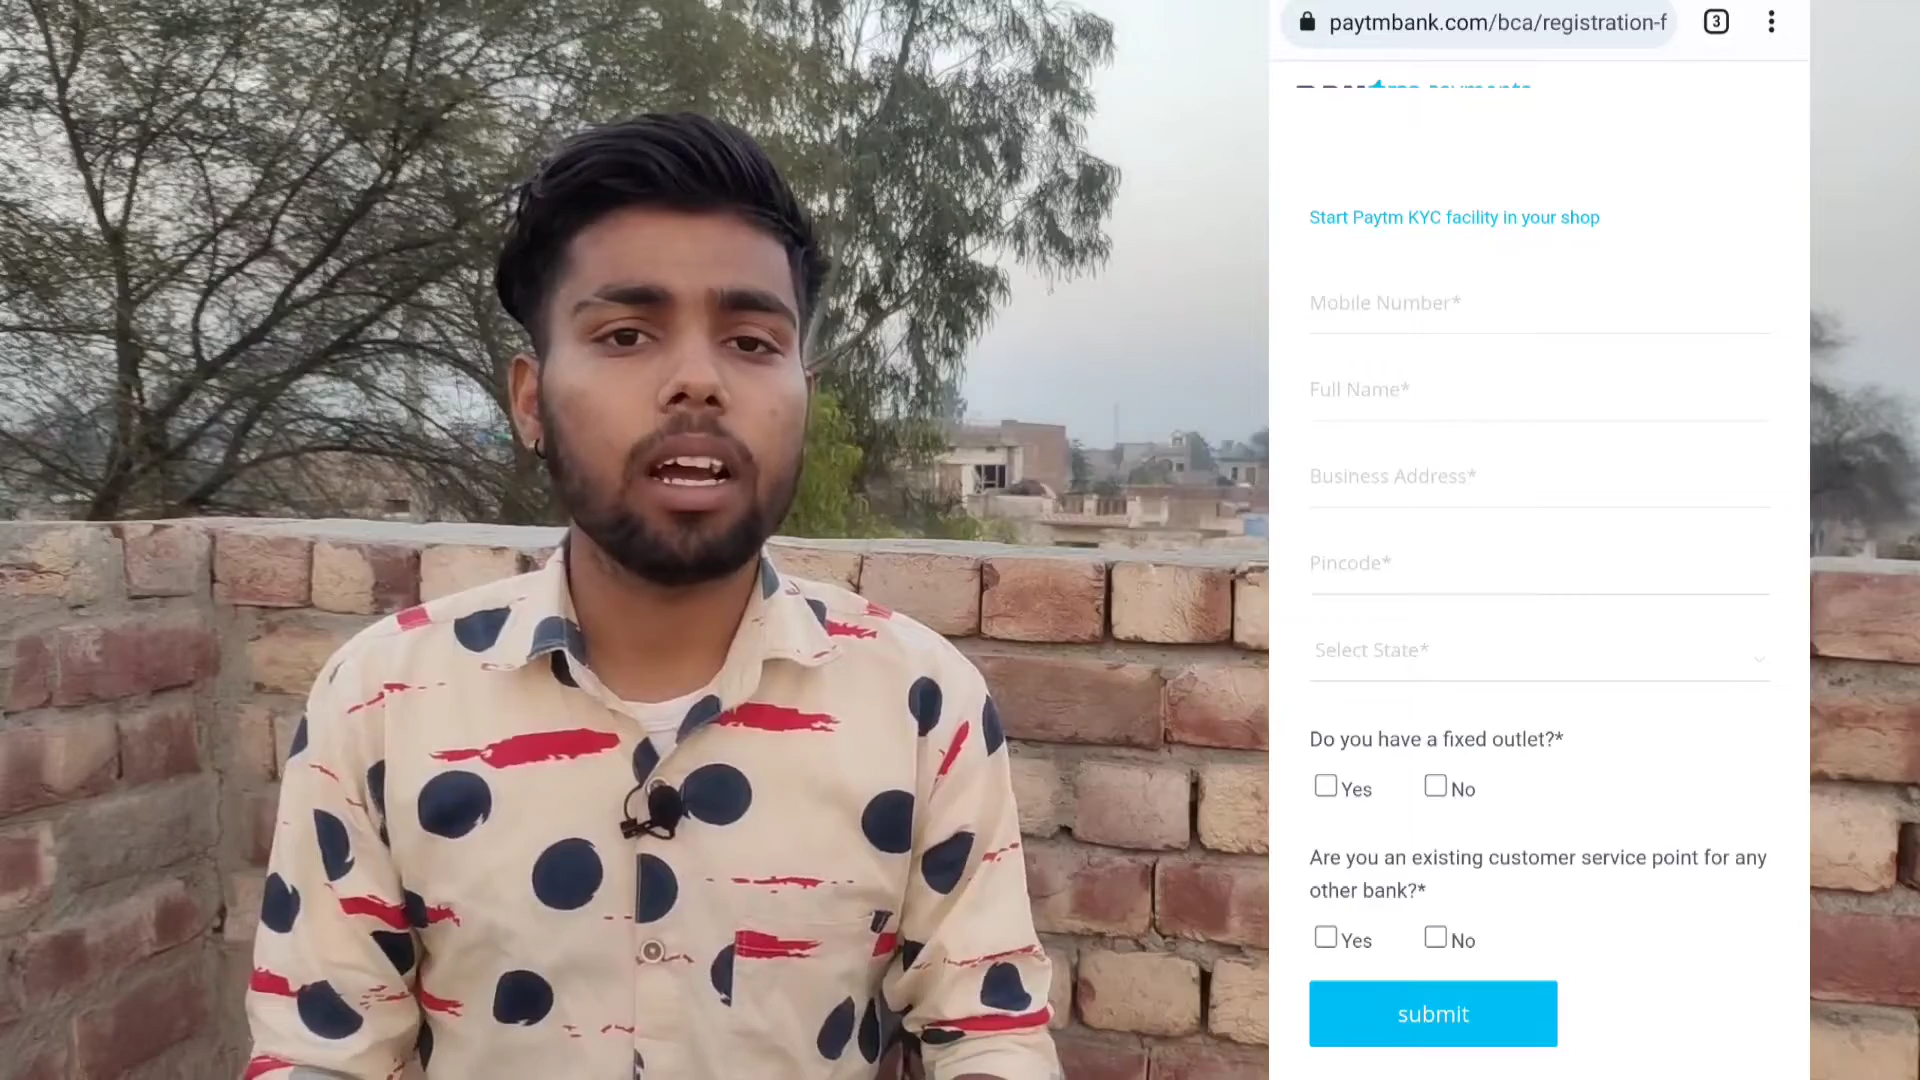 paytmbank.com/bca/registration-f
3
payments
Start Paytm KYC facility in your shop
Mobile Number*
Full Name*
Business Address*
Pincode*
Select State*
Do you have a fixed outlet?*
Yes No
Are you an existing customer service point for any
other bank?*
Yes No
submit